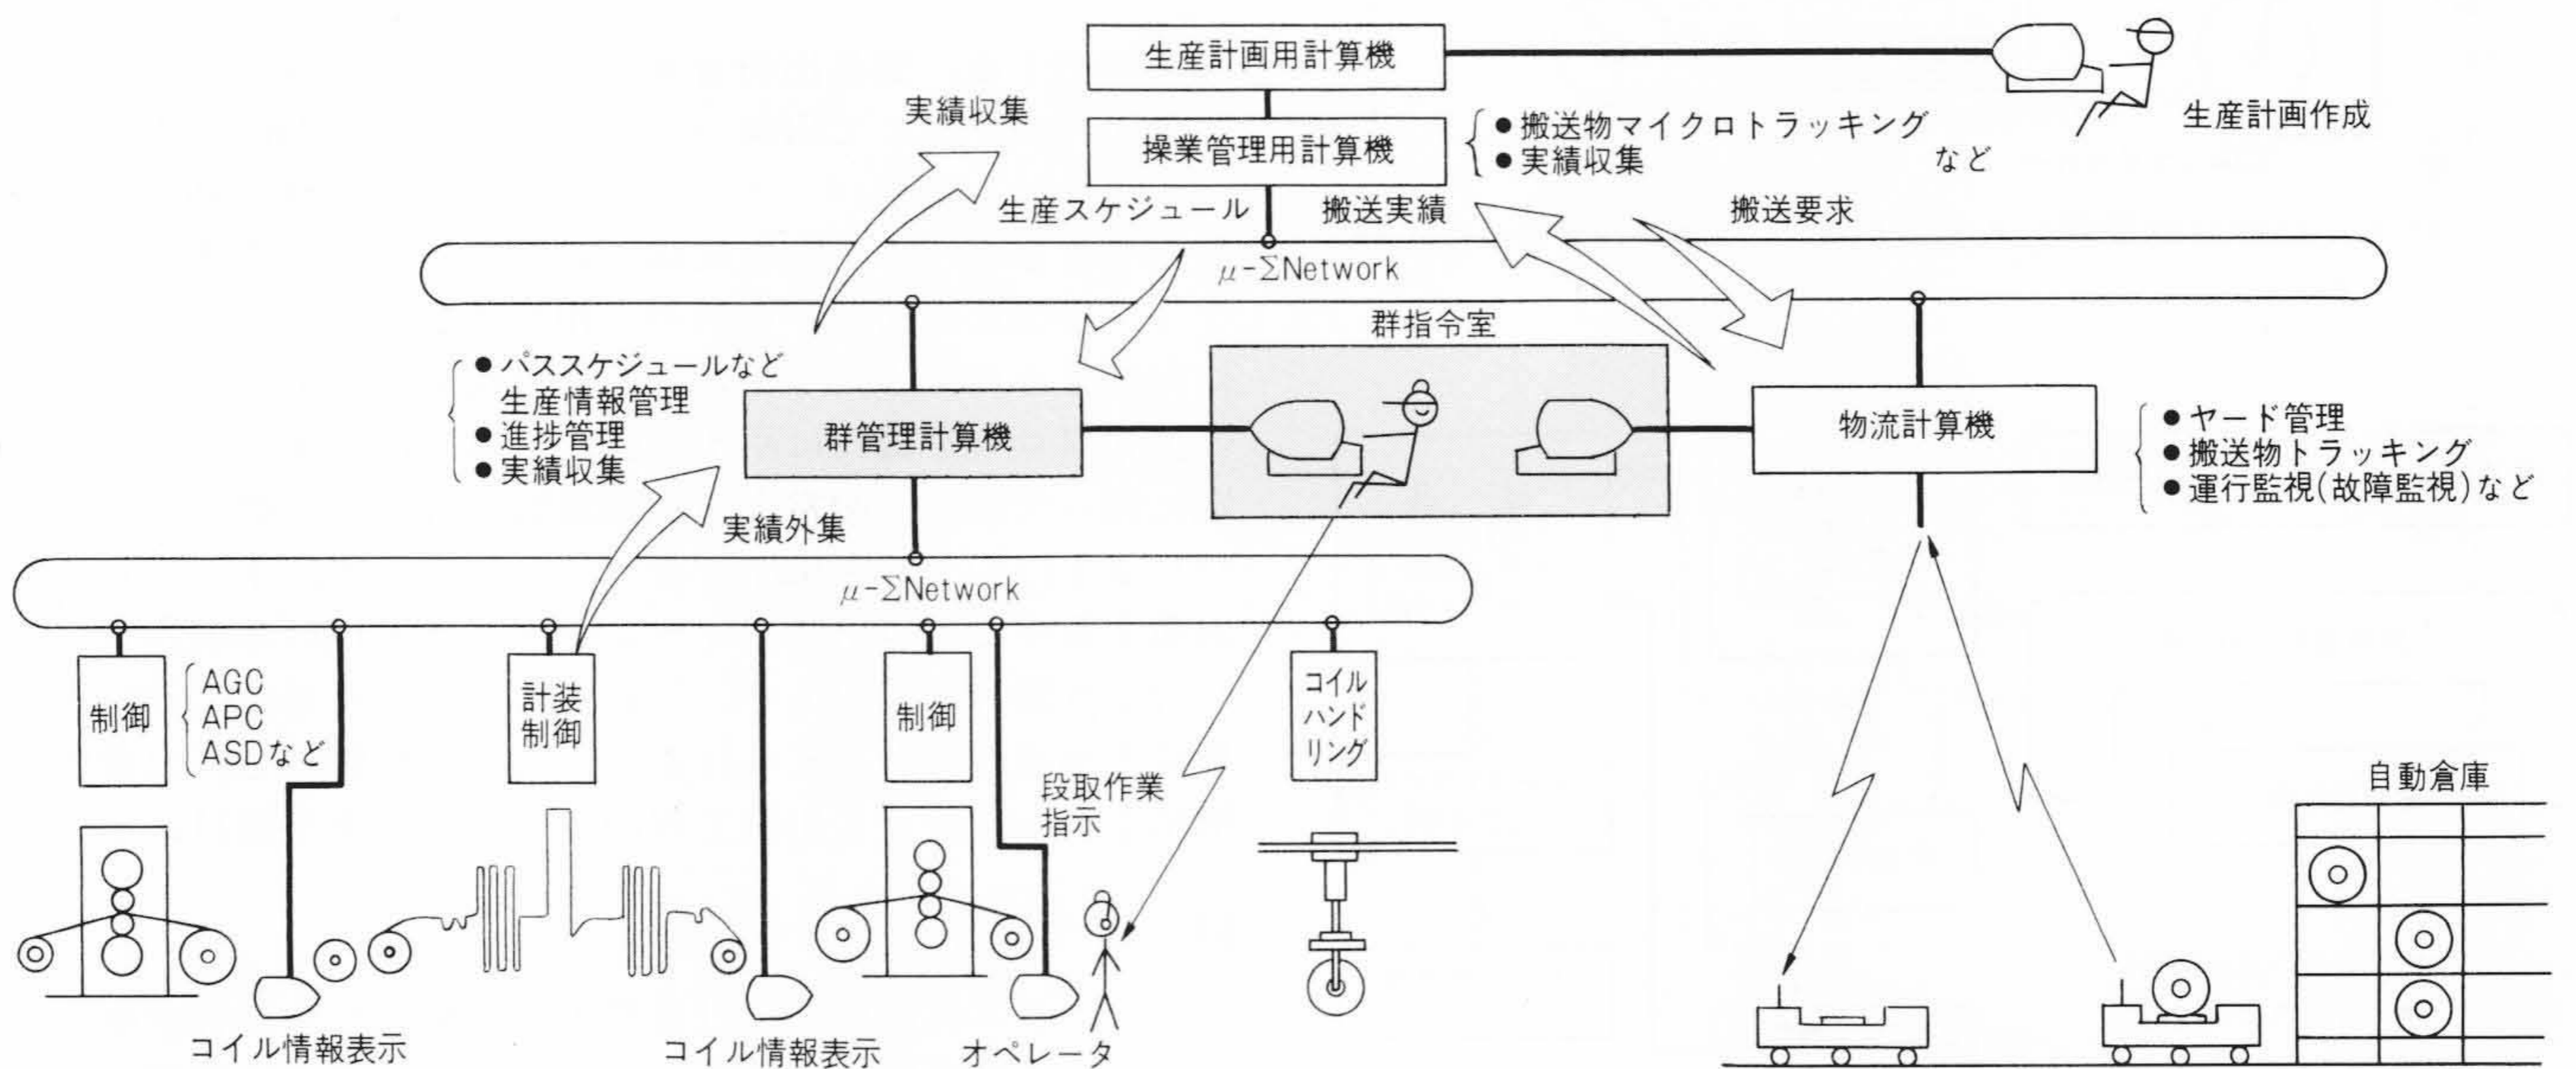 生産計画用計算機
生産計画作成
実績収集
操業管理用計算機
●搬送物マイクロトラッキング
●実績収集
など
生産スケジュール
搬送実績
搬送要求
μ-ΣNetwork
群指令室
●パススケジュールなど
生産情報管理
●進捗管理
●実績収集
群管理計算機
物流計算機
●ヤード管理
●搬送物トラッキング
●運行監視(故障監視)など
実績外集
μ-ΣNetwork
制御
AGC
APC
ASDなど
計装
制御
制御
コイル
ハンド
リング
段取作業
指示
自動倉庫
コイル情報表示
コイル情報表示
オペレータ